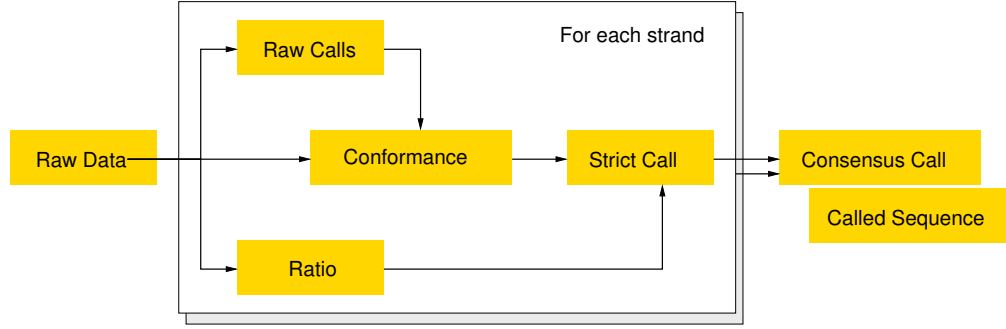 For each strand
Raw Calls
Raw Data
Conformance
Strict Call
Consensus Call
Called Sequence
Ratio